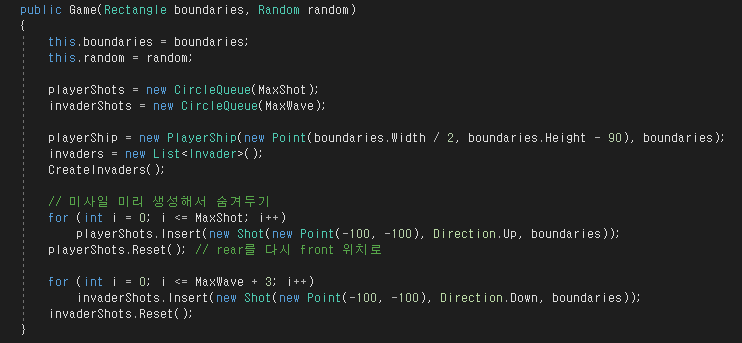 public Game(Rectangle boundaries, Random random)
{
this.boundaries = boundaries;
this.random = random;
playerShots = new CircleQueue(MaxShot);
invaderShots = new CircleQueue(MaxWave);
playerShip = new PlayerShip(new Point(boundaries.Width / 2, boundaries.Height - 90), boundaries);
invaders = new List<Invader>();
CreateInvaders();
// 미사일 미리 생성해서 숨겨두기
for (int i = 0; i <= MaxShot; i++)
playerShots.Insert(new Shot(new Point(-100, -100), Direction.Up, boundaries));
playerShots.Reset(); // rear를 다시 front 위치로
for (int i = 0; i <= MaxWave + 3; i++)
invaderShots.Insert(new Shot(new Point(-100, -100), Direction.Down, boundaries));
invaderShots.Reset();
}